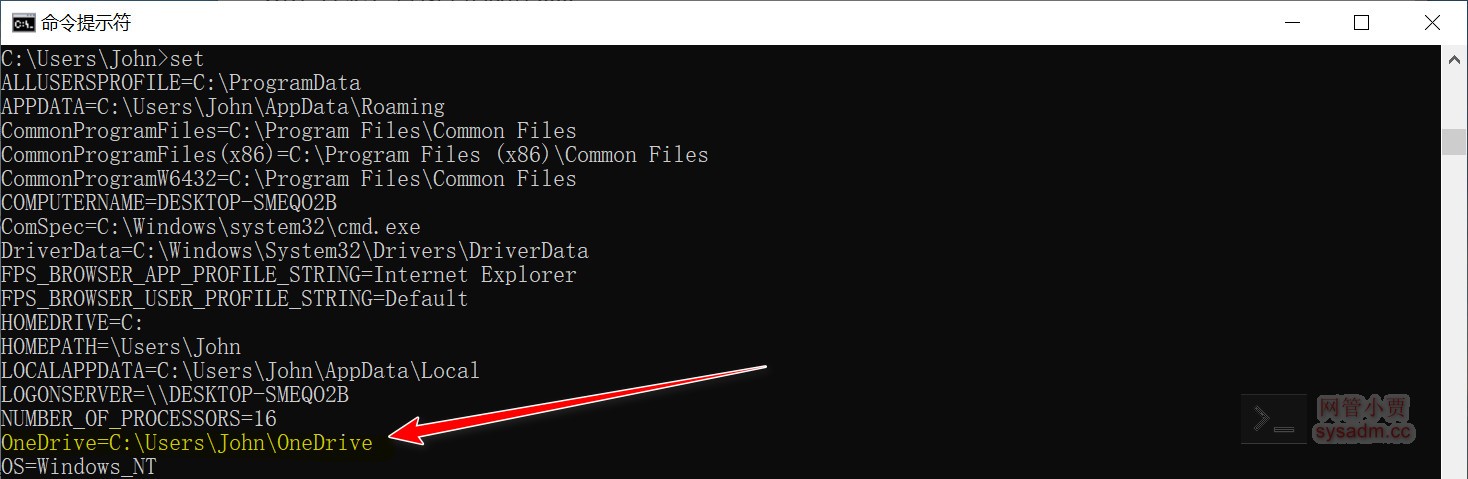 命令提示符
C:\Users\John>set
ALLUSERSPROFILE=C:\ProgramData
APPDATA=C:\Users\John\AppData\Roaming
CommonProgramFiles=C:\Program Files\Common Files
CommonProgramFiles(x86)=C:\Program Files (x86)\Common Files
CommonProgramW6432=C:\Program Files\Common Files
COMPUTERNAME=DESKTOP-SMEQO2B
ComSpec=C:\Windows\system32\cmd.exe
DriverData=C:\Windows\System32\Drivers\DriverData
FPS_BROWSER_APP_PROFILE_STRING=Internet Explorer
FPS_BROWSER_USER_PROFILE_STRING=Default
HOMEDRIVE=C:
HOMEPATH=\Users\John
LOCALAPPDATA=C:\Users\John\AppData\Local
LOGONSERVER=\\DESKTOP-SMEQO2B
NUMBER_OF_PROCESSORS=16
OneDrive=C:\Users\John\OneDrive
OS=Windows_NT
网管小贾
sysadm.cc